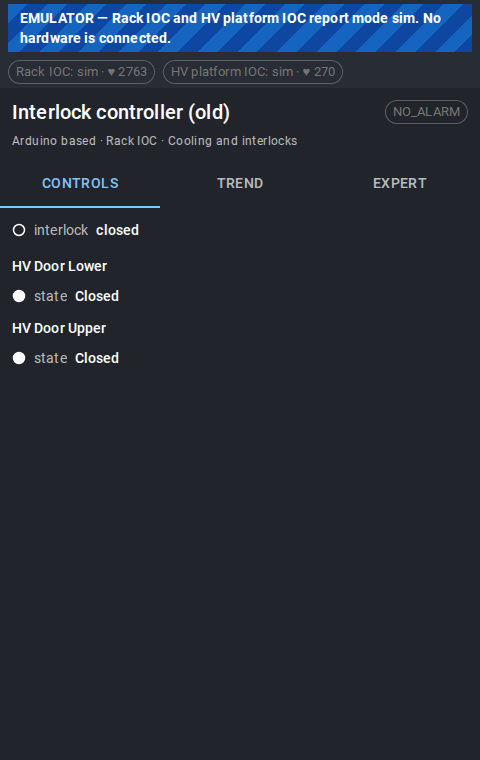 EMULATOR — Rack IOC and HV platform IOC report mode sim. No
hardware is connected.
Rack IOC: sim · ♥ 2763
HV platform IOC: sim · ♥ 270
Interlock controller (old)
NO_ALARM
Arduino based · Rack IOC · Cooling and interlocks
CONTROLS
TREND
EXPERT
interlock closed
HV Door Lower
state Closed
HV Door Upper
state Closed